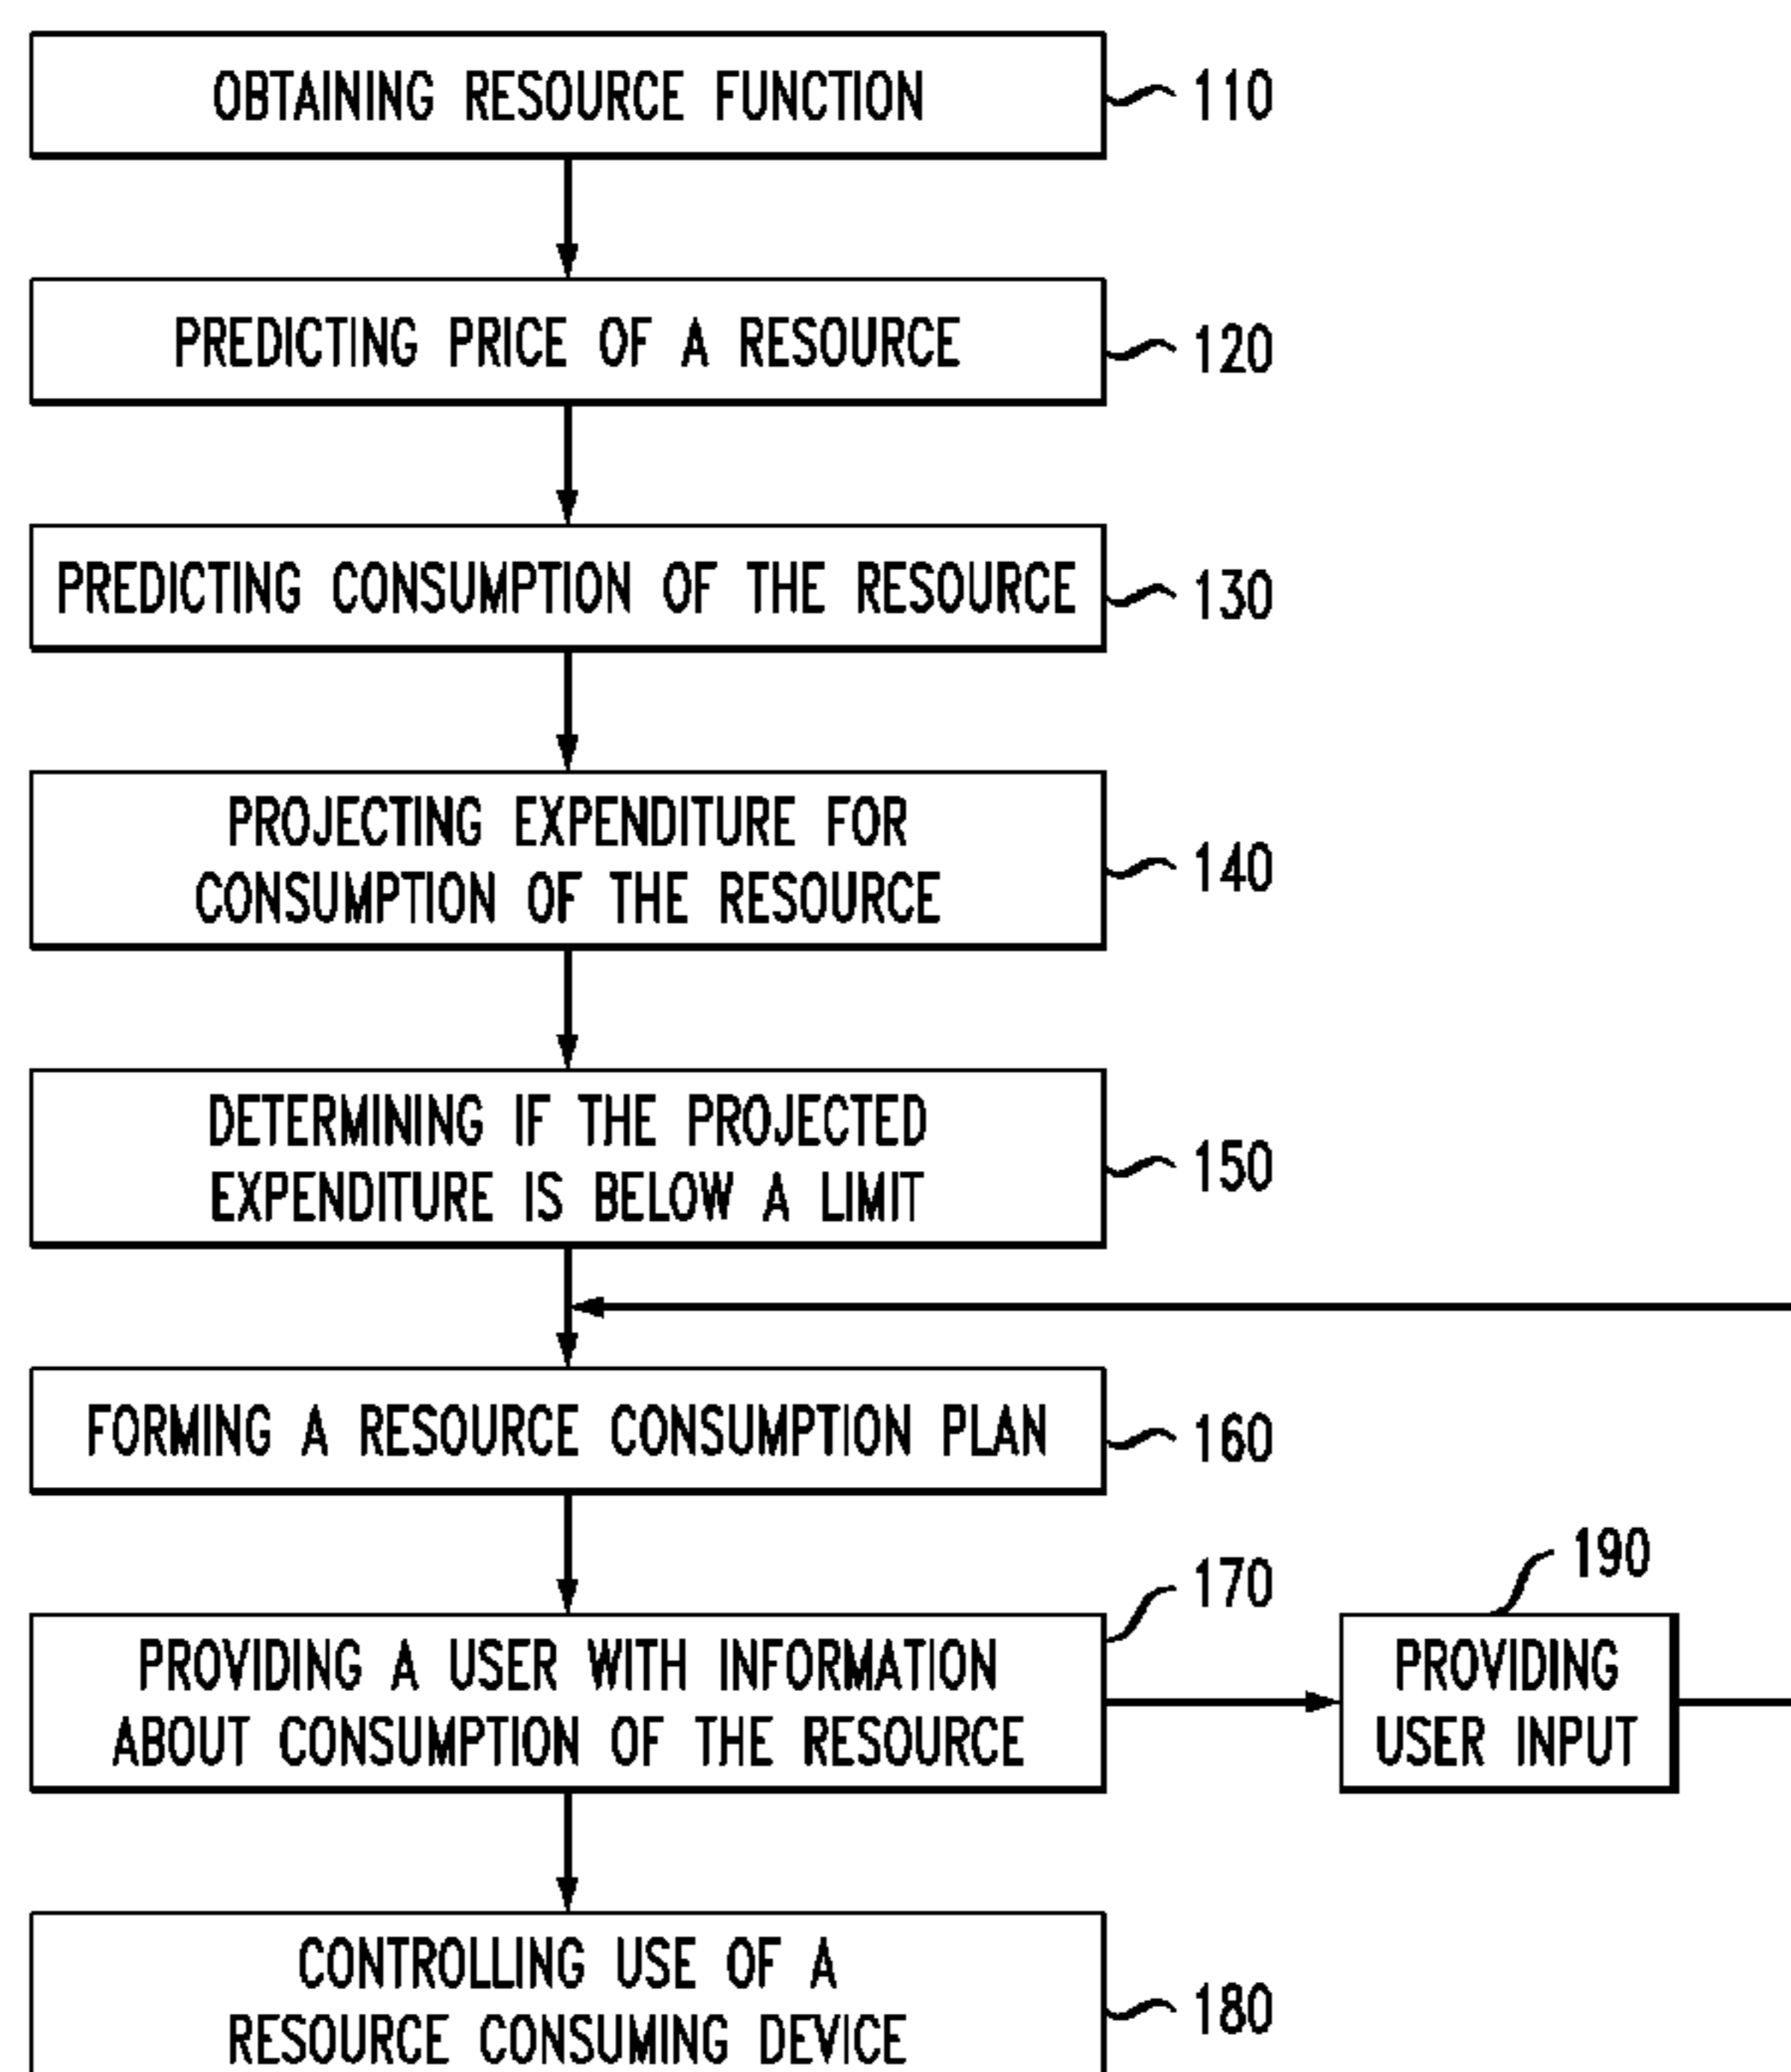 OBTAINING RESOURCE FUNCTION
110
PREDICTING PRICE OF A RESOURCE
120
PREDICTING CONSUMPTION OF THE RESOURCE
130
PROJECTING EXPENDITURE FOR
CONSUMPTION OF THE RESOURCE
140
DETERMINING IF THE PROJECTED
EXPENDITURE IS BELOW A LIMIT
150
FORMING A RESOURCE CONSUMPTION PLAN
160
PROVIDING A USER WITH INFORMATION
ABOUT CONSUMPTION OF THE RESOURCE
170
PROVIDING
USER INPUT
190
CONTROLLING USE OF A
RESOURCE CONSUMING DEVICE
180